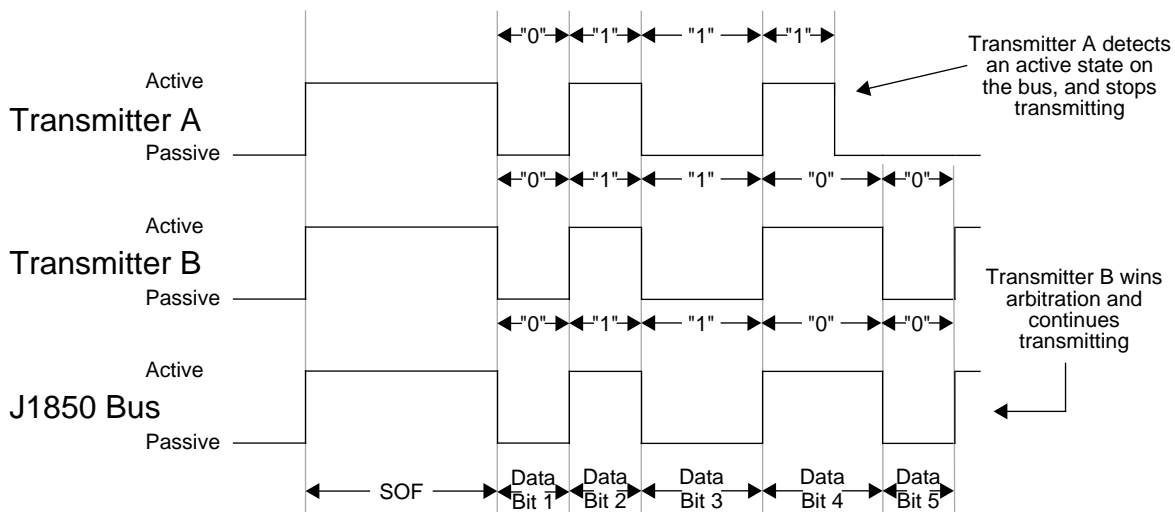 "0" "1" "1" "1"
Transmitter A detects
an active state on
the bus, and stops
transmitting
Active
Transmitter A
Passive
"0" "1" "1" "0" "0"
Active
Transmitter B
Passive
Transmitter B wins
arbitration and
continues
transmitting
"0" "1" "1" "0" "0"
Active
J1850 Bus
Passive
SOF
Data
Bit 1
Data
Bit 2
Data
Bit 3
Data
Bit 4
Data
Bit 5